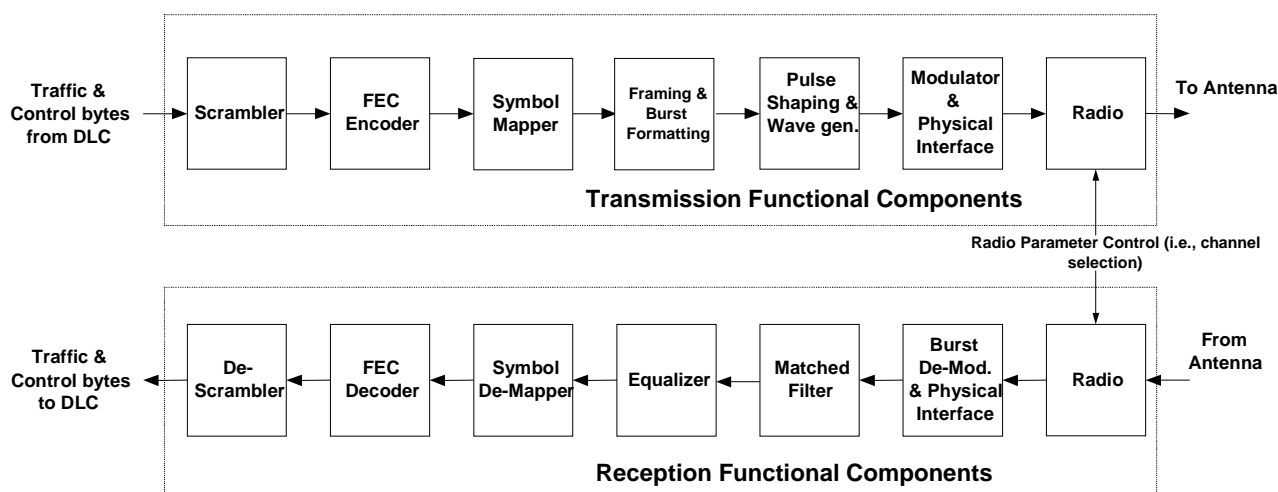 Traffic &
Control bytes
from DLC
Scrambler
FEC
Encoder
Symbol
Mapper
Framing &
Burst
Formatting
Pulse
Shaping &
Wave gen.
Modulator
&
Physical
Interface
Radio
To Antenna
Transmission Functional Components
Radio Parameter Control (i.e., channel
selection)
Traffic &
Control bytes
to DLC
De-
Scrambler
FEC
Decoder
Symbol
De-Mapper
Equalizer
Matched
Filter
Burst
De-Mod.
& Physical
Interface
Radio
From
Antenna
Reception Functional Components